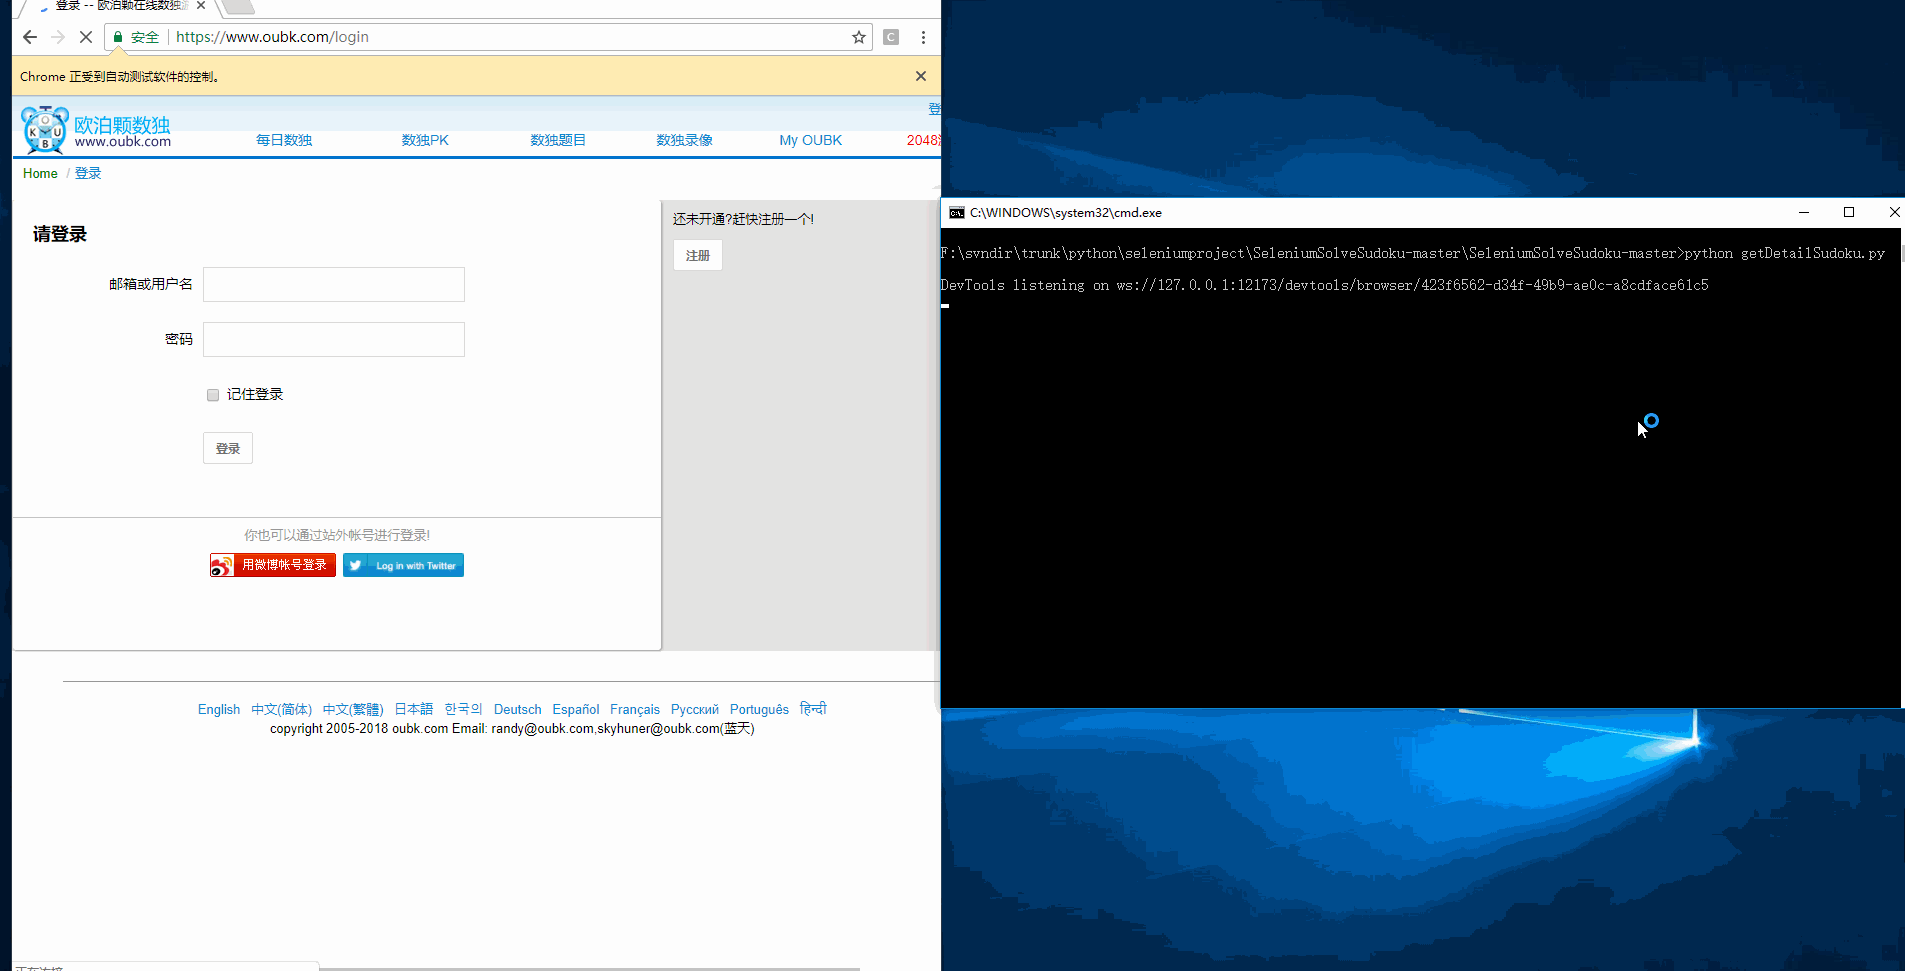 登录 -- 欧泊颗在线数独
安全 https://www.oubk.com/login
C
Chrome 正受到自动测试软件的控制。
登
OKUB 欧泊颗数独
www.oubk.com
每日数独 数独PK 数独题目 数独录像 My OUBK 2048
Home / 登录
请登录
邮箱或用户名
密码
记住登录
登录
还未开通?赶快注册一个!
注册
你也可以通过站外帐号进行登录!
用微博帐号登录 Log in with Twitter
English 中文(简体) 中文(繁體) 日本語 한국의 Deutsch Español Français Русский Português हिन्दी
copyright 2005-2018 oubk.com Email: randy@oubk.com,skyhuner@oubk.com(蓝天)
C:\WINDOWS\system32\cmd.exe
F:\svndir\trunk\python\seleniumproject\SeleniumSolveSudoku-master\SeleniumSolveSudoku-master>python getDetailSudoku.py
DevTools listening on ws://127.0.0.1:12173/devtools/browser/423f6562-d34f-49b9-ae0c-a8cdface61c5